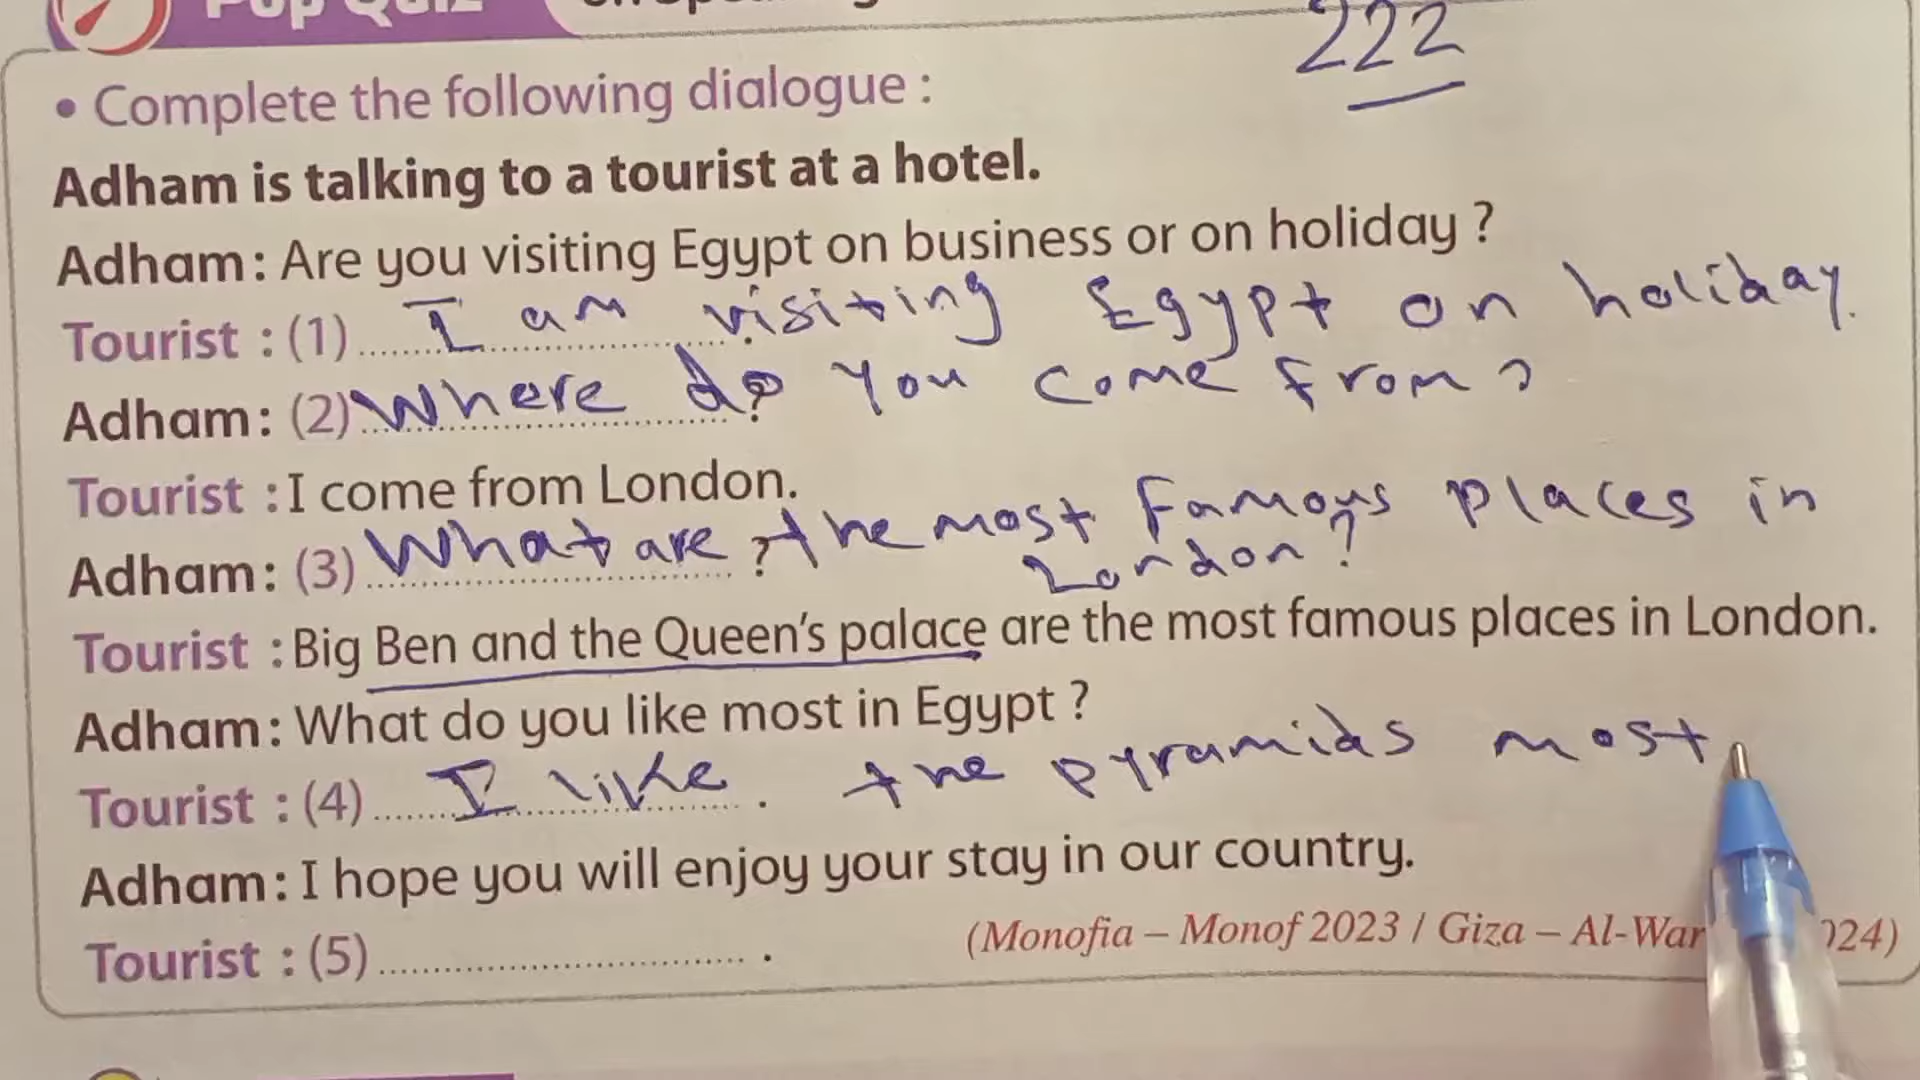 Pop Quiz
222
• Complete the following dialogue :
Adham is talking to a tourist at a hotel.
Adham: Are you visiting Egypt on business or on holiday ?
Tourist : (1) I am visiting Egypt on holiday.
Adham: (2) Where do you come from ?
Tourist : I come from London.
Adham: (3) What are the most famous places in London?
Tourist : Big Ben and the Queen's palace are the most famous places in London.
Adham: What do you like most in Egypt ?
Tourist : (4) I like the pyramids most
Adham: I hope you will enjoy your stay in our country.
Tourist : (5) .
(Monofia – Monof 2023 / Giza – 024)